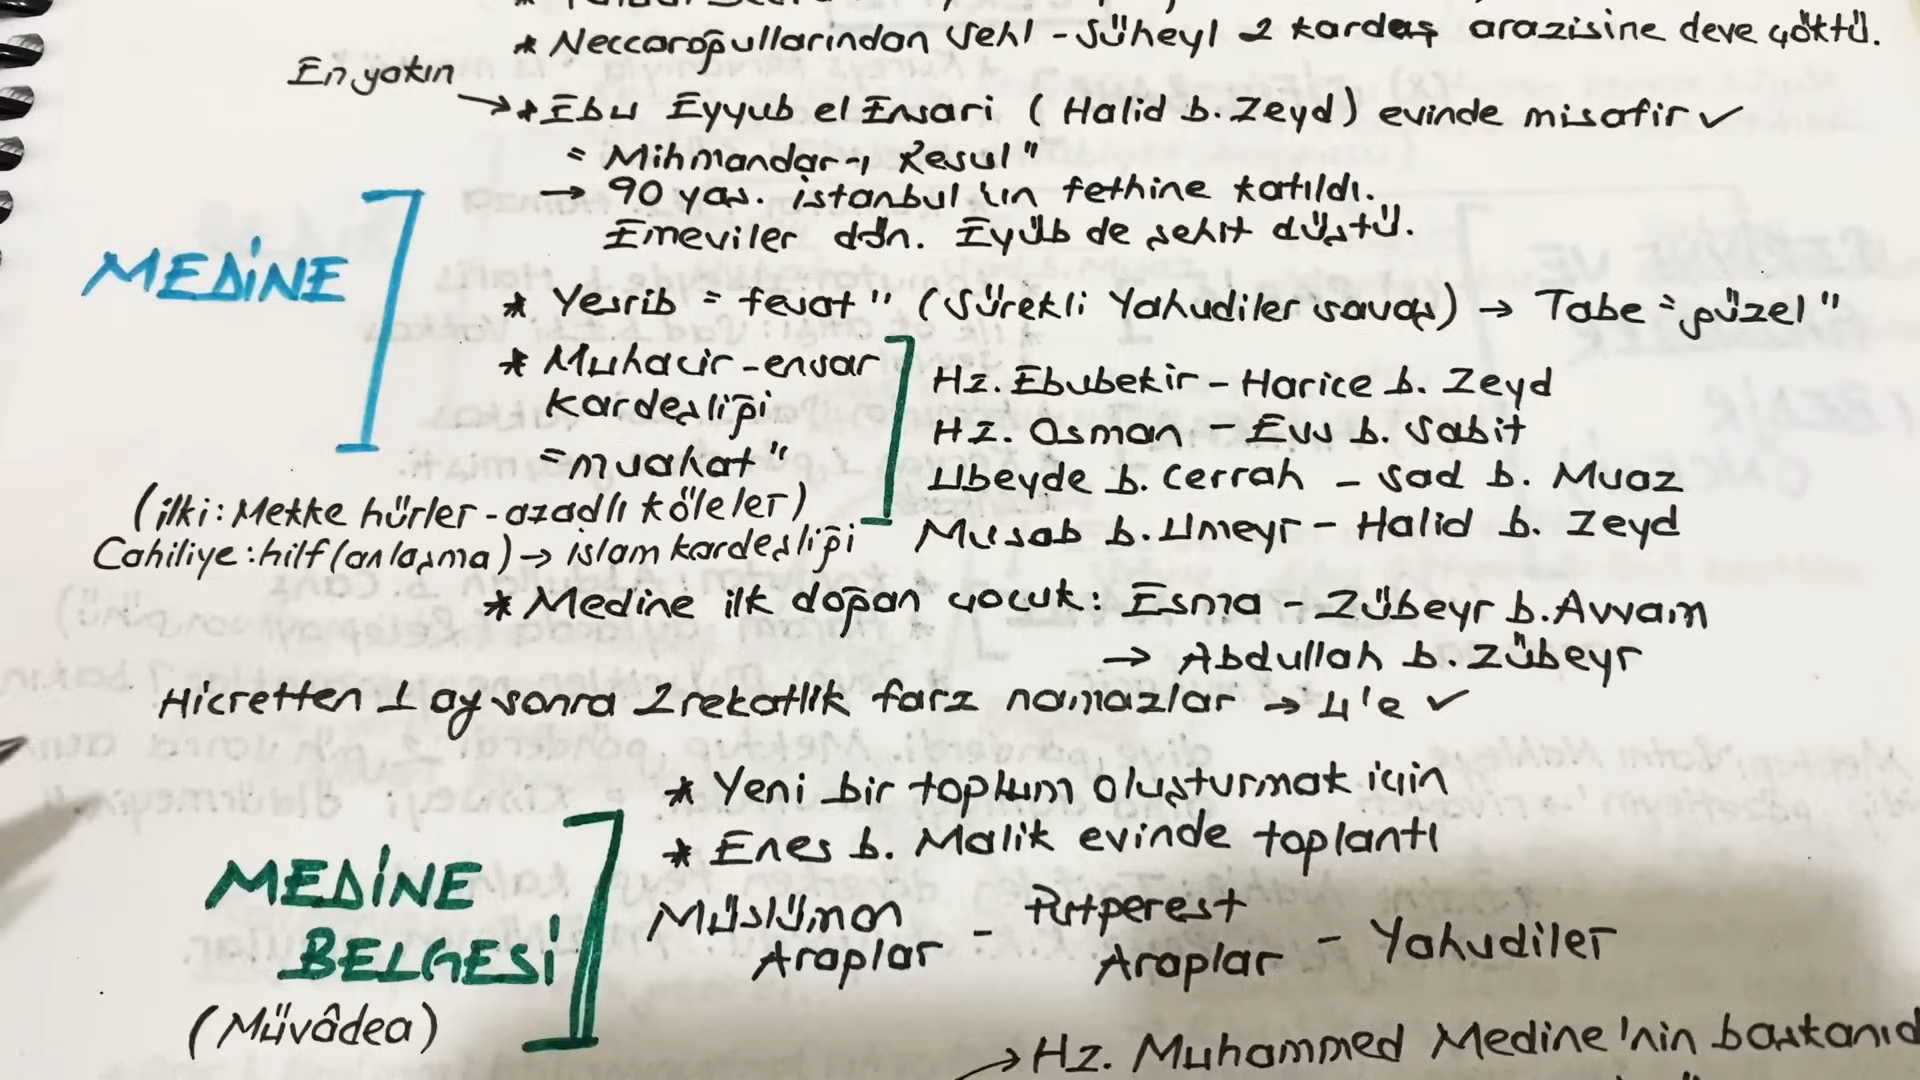 * Neccaroğullarından Sehl - Süheyl 2 kardeş arazisine deve çöktü.
En yakın
→ * Ebu Eyyub el Ensari ( Halid b. Zeyd) evinde misafir ✓
= Mihmandar-ı Resul"
→ 90 yaş. istanbul'un fethine katıldı.
Emeviler dön. Eyüb de şehit düştü.
MEDİNE
* Yesrib = fesat" (Sürekli Yahudiler savaş) → Tabe = güzel"
* Muhacir - ensar
kardeşliği
= muahat"
(ilki: Mekke hürler - azadlı köleler)
Cahiliye: hilf (anlaşma) → islam kardeşliği
Hz. Ebubekir - Harice b. Zeyd
Hz. Osman - Evs b. Sabit
Ubeyde b. Cerrah - Sad b. Muaz
Musab b. Umeyr - Halid b. Zeyd
* Medine ilk doğan çocuk: Esma - Zübeyr b. Avvam
→ Abdullah b. Zübeyr
Hicretten 1 ay sonra 2 rekatlık farz namazlar → 4'e ✓
* Yeni bir toplum oluşturmak için
* Enes b. Malik evinde toplantı
MEDİNE
BELGESİ
(Müvâdea)
Müslüman Araplar - Putperest Araplar - Yahudiler
→ Hz. Muhammed Medine'nin başkanıd